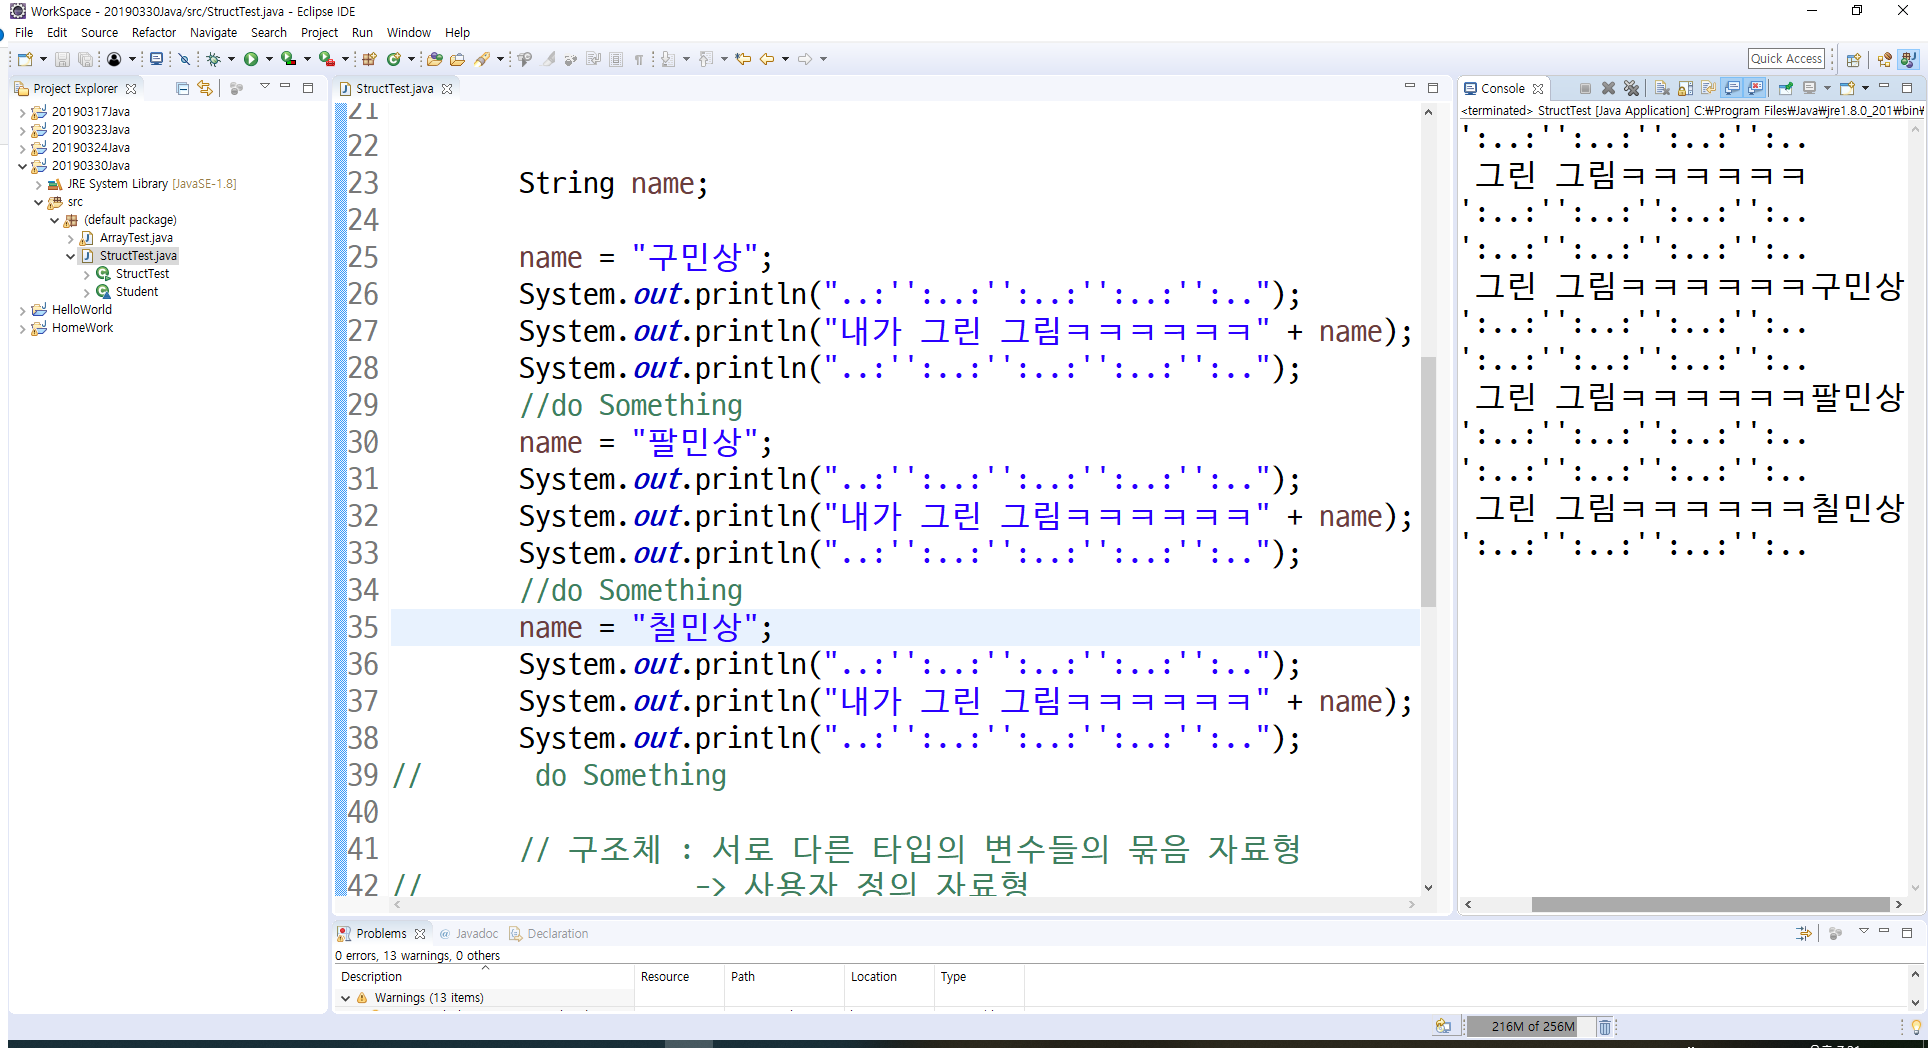 WorkSpace - 20190330Java/src/StructTest.java - Eclipse IDE
File Edit Source Refactor Navigate Search Project Run Window Help
Quick Access
Project Explorer
20190317Java
20190323Java
20190324Java
20190330Java
JRE System Library [JavaSE-1.8]
src
(default package)
ArrayTest.java
StructTest.java
StructTest
Student
HelloWorld
HomeWork
StructTest.java
21
22
23 String name;
24
25 name = "구민상";
26 System.out.println("..:'':..:'':..:'':..:'':..");
27 System.out.println("내가 그린 그림ㅋㅋㅋㅋㅋㅋ" + name);
28 System.out.println("..:'':..:'':..:'':..:'':..");
29 //do Something
30 name = "팔민상";
31 System.out.println("..:'':..:'':..:'':..:'':..");
32 System.out.println("내가 그린 그림ㅋㅋㅋㅋㅋㅋ" + name);
33 System.out.println("..:'':..:'':..:'':..:'':..");
34 //do Something
35 name = "칠민상";
36 System.out.println("..:'':..:'':..:'':..:'':..");
37 System.out.println("내가 그린 그림ㅋㅋㅋㅋㅋㅋ" + name);
38 System.out.println("..:'':..:'':..:'':..:'':..");
39 // do Something
40
41 // 구조체 : 서로 다른 타입의 변수들의 묶음 자료형
42 // -> 사용자 정의 자료형
Console
<terminated> StructTest [Java Application] C:₩Program Files₩Java₩jre1.8.0_201₩bin₩
':..:'':..:'':..:'':..
그린 그림ㅋㅋㅋㅋㅋㅋ
':..:'':..:'':..:'':..
':..:'':..:'':..:'':..
그린 그림ㅋㅋㅋㅋㅋㅋ구민상
':..:'':..:'':..:'':..
':..:'':..:'':..:'':..
그린 그림ㅋㅋㅋㅋㅋㅋ팔민상
':..:'':..:'':..:'':..
':..:'':..:'':..:'':..
그린 그림ㅋㅋㅋㅋㅋㅋ칠민상
':..:'':..:'':..:'':..
Problems @ Javadoc Declaration
0 errors, 13 warnings, 0 others
Description Resource Path Location Type
Warnings (13 items)
216M of 256M